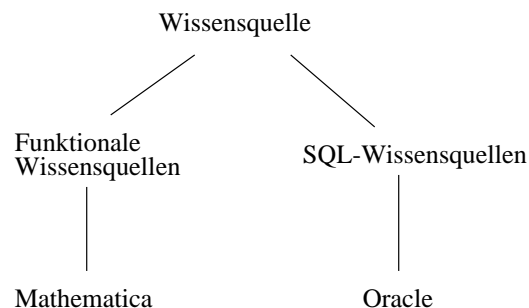 Wissensquelle
Funktionale
Wissensquellen
SQL-Wissensquellen
Mathematica
Oracle